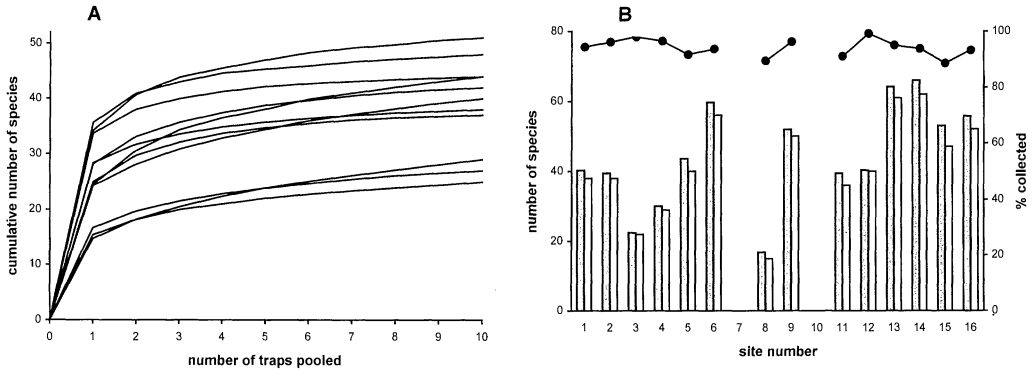 A
B
cumulative number of species
50
40
30
20
10
0
0 1 2 3 4 5 6 7 8 9 10
number of traps pooled
number of species
80
60
40
20
0
1 2 3 4 5 6 7 8 9 10 11 12 13 14 15 16
site number
100
80
60
40
20
0
% collected